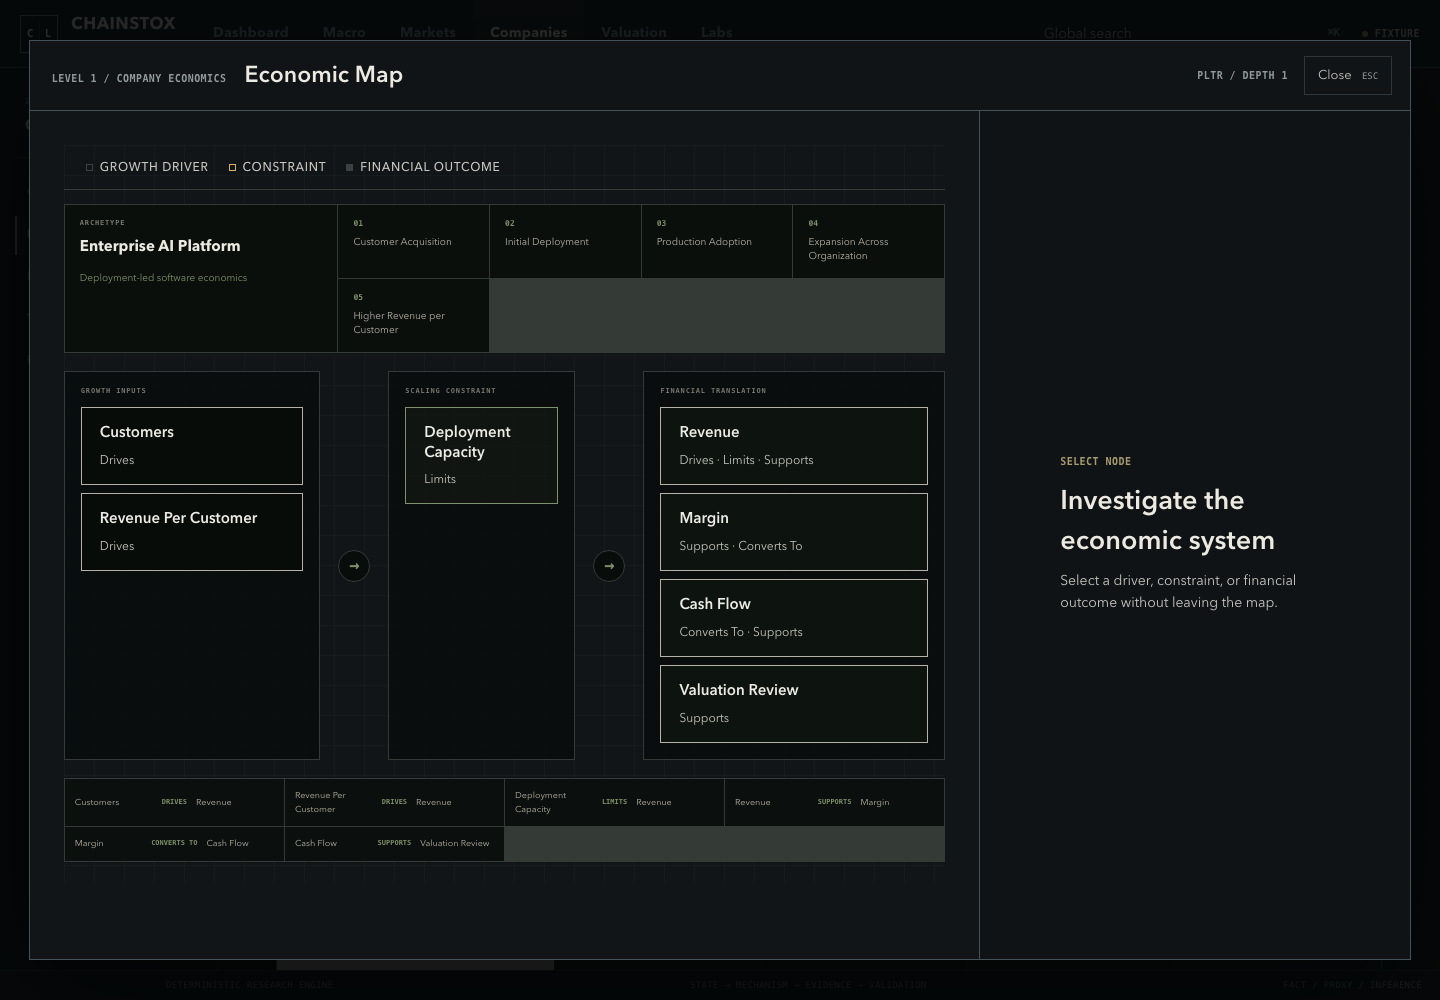 CHAINSTOX
C L
Dashboard Macro Markets Companies Valuation Labs
Global search ⌘K FIXTURE
LEVEL 1 / COMPANY ECONOMICS Economic Map
PLTR / DEPTH 1 Close ESC
GROWTH DRIVER CONSTRAINT FINANCIAL OUTCOME
ARCHETYPE
Enterprise AI Platform
Deployment-led software economics
01
Customer Acquisition
02
Initial Deployment
03
Production Adoption
04
Expansion Across
Organization
05
Higher Revenue per
Customer
GROWTH INPUTS
Customers
Drives
Revenue Per Customer
Drives
→
SCALING CONSTRAINT
Deployment
Capacity
Limits
→
FINANCIAL TRANSLATION
Revenue
Drives · Limits · Supports
Margin
Supports · Converts To
Cash Flow
Converts To · Supports
Valuation Review
Supports
Customers DRIVES Revenue
Revenue Per
Customer DRIVES Revenue
Deployment
Capacity LIMITS Revenue
Revenue SUPPORTS Margin
Margin CONVERTS TO Cash Flow
Cash Flow SUPPORTS Valuation Review
SELECT NODE
Investigate the
economic system
Select a driver, constraint, or financial
outcome without leaving the map.
DETERMINISTIC RESEARCH ENGINE
STATE → MECHANISM → EVIDENCE → VALIDATION
FACT / PROXY / INFERENCE